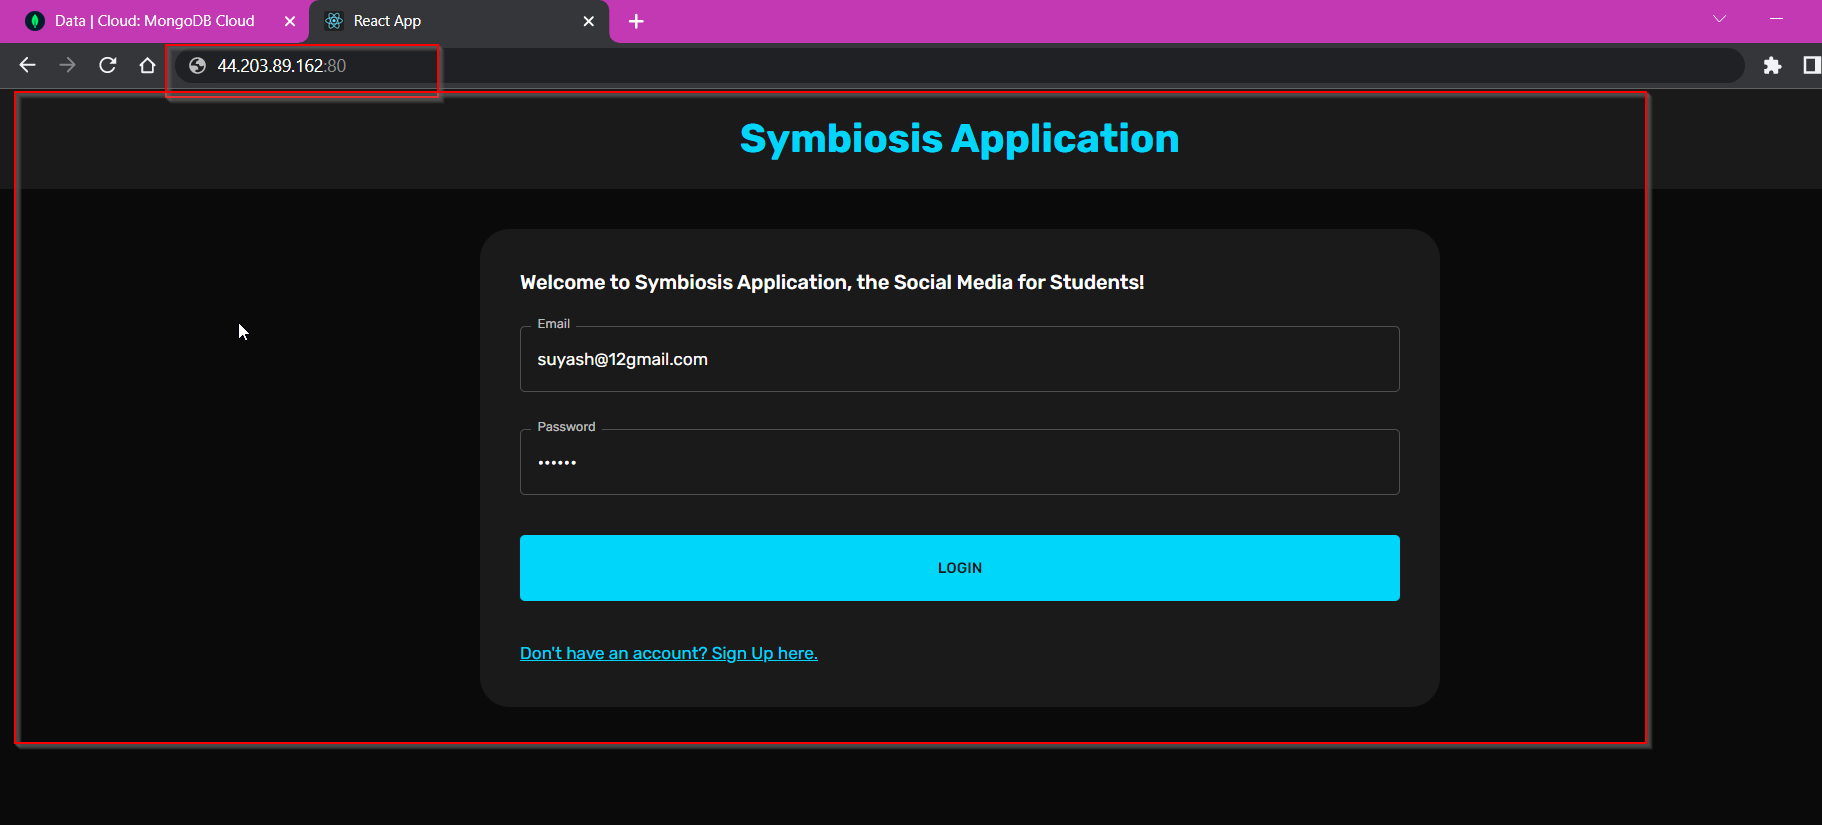 Data | Cloud: MongoDB Cloud
React App
44.203.89.162:80
Symbiosis Application
Welcome to Symbiosis Application, the Social Media for Students!
Email
suyash@12gmail.com
Password
••••••
LOGIN
Don't have an account? Sign Up here.